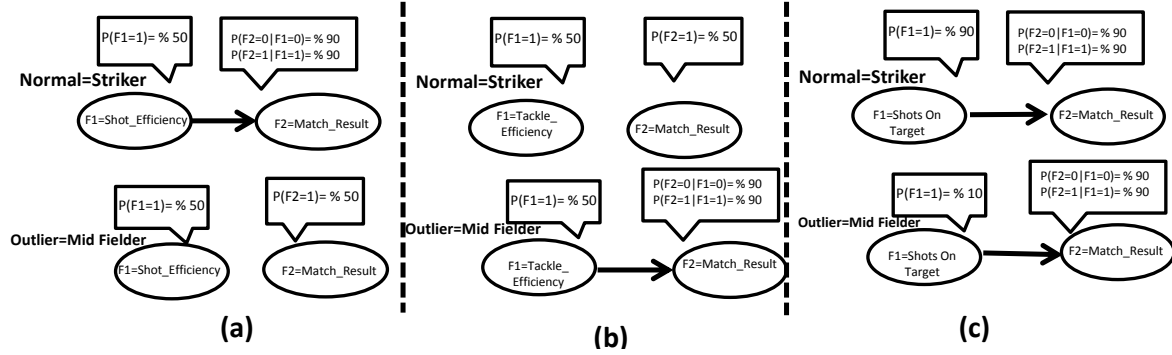 P(F1=1)= % 50
P(F2=0|F1=0)= % 90
P(F2=1|F1=1)= % 90
Normal=Striker
F1=Shot_Efficiency
F2=Match_Result
P(F1=1)= % 50
P(F2=1)= % 50
Outlier=Mid Fielder
F1=Shot_Efficiency
F2=Match_Result
(a)
P(F1=1)= % 50
P(F2=1)= % 50
Normal=Striker
F1=Tackle_
Efficiency
F2=Match_Result
P(F1=1)= % 50
P(F2=0|F1=0)= % 90
P(F2=1|F1=1)= % 90
Outlier=Mid Fielder
F1=Tackle_
Efficiency
F2=Match_Result
(b)
P(F1=1)= % 90
P(F2=0|F1=0)= % 90
P(F2=1|F1=1)= % 90
Normal=Striker
F1=Shots On
Target
F2=Match_Result
P(F1=1)= % 10
P(F2=0|F1=0)= % 90
P(F2=1|F1=1)= % 90
Outlier=Mid Fielder
F1=Shots On
Target
F2=Match_Result
(c)